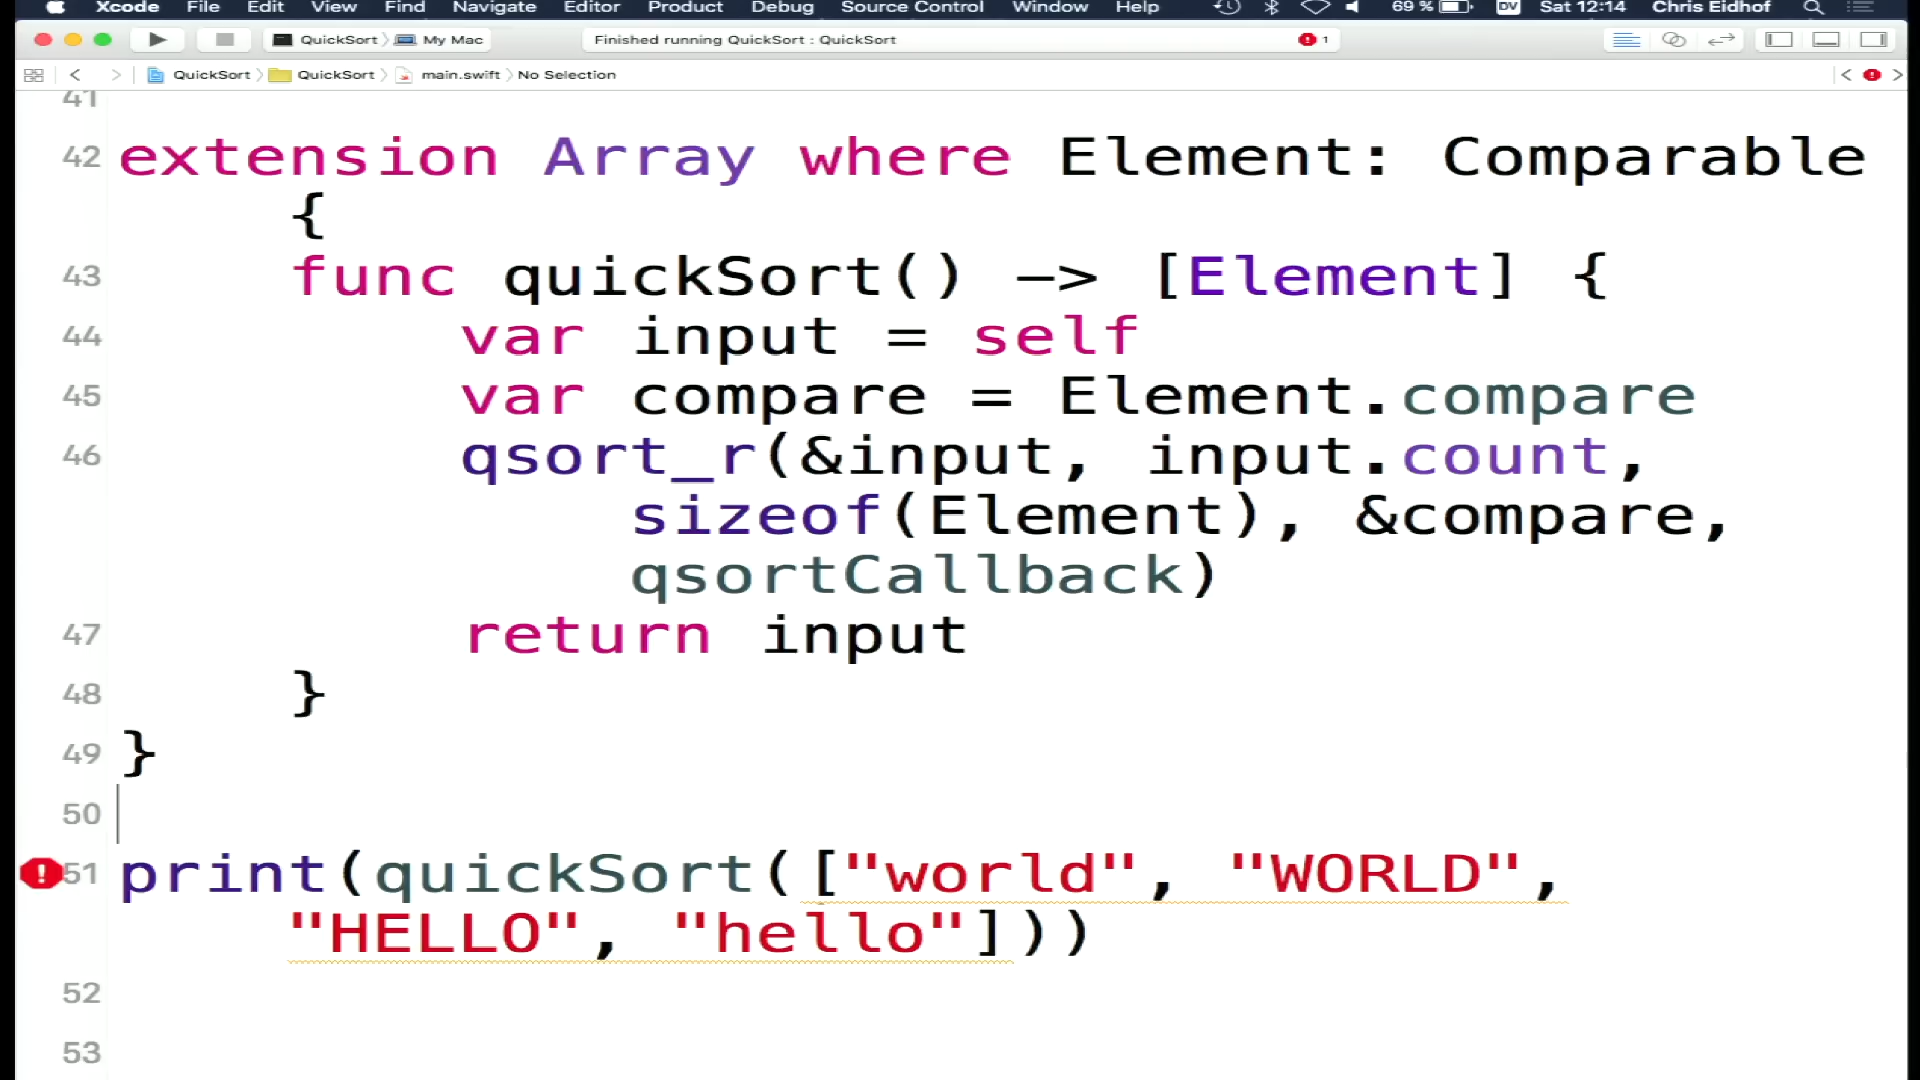 Xcode File Edit View Find Navigate Editor Product Debug Source Control Window Help 69 % DV Sat 12:14 Chris Eidhof
QuickSort My Mac Finished running QuickSort : QuickSort 1
QuickSort QuickSort main.swift No Selection
41
42 extension Array where Element: Comparable
{
43 func quickSort() -> [Element] {
44 var input = self
45 var compare = Element.compare
46 qsort_r(&input, input.count,
sizeof(Element), &compare,
qsortCallback)
47 return input
48 }
49 }
50
51 print(quickSort(["world", "WORLD",
"HELLO", "hello"]))
52
53